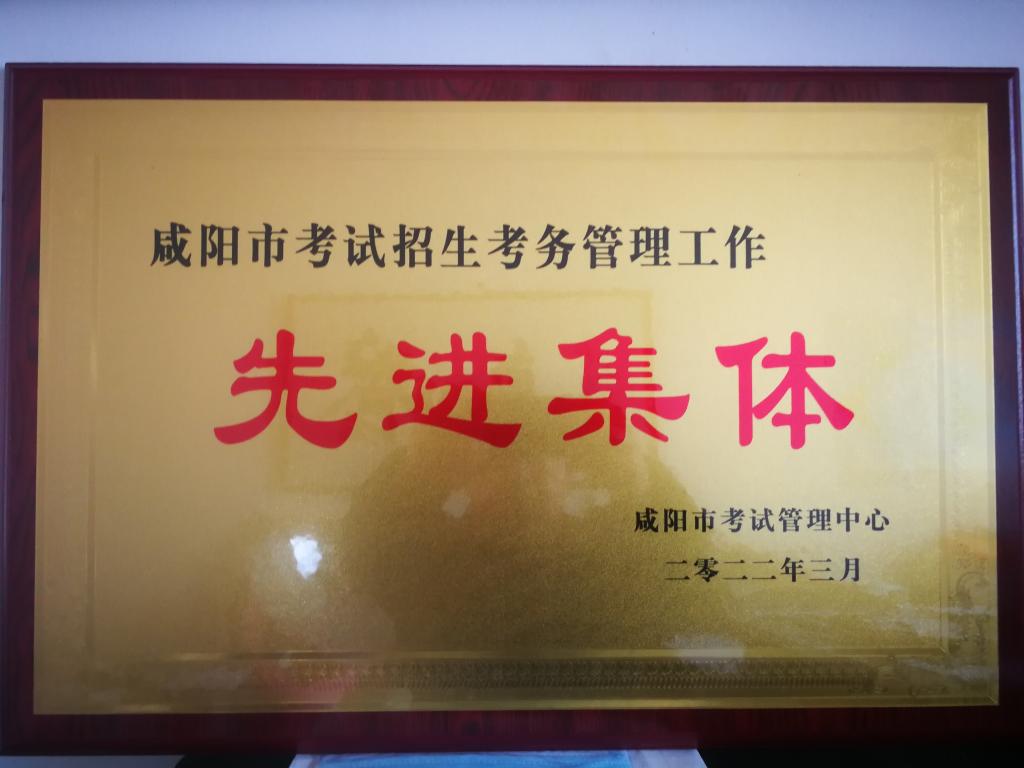 咸阳市考试招生考务管理工作
先进集体
咸阳市考试管理中心
二零二二年三月